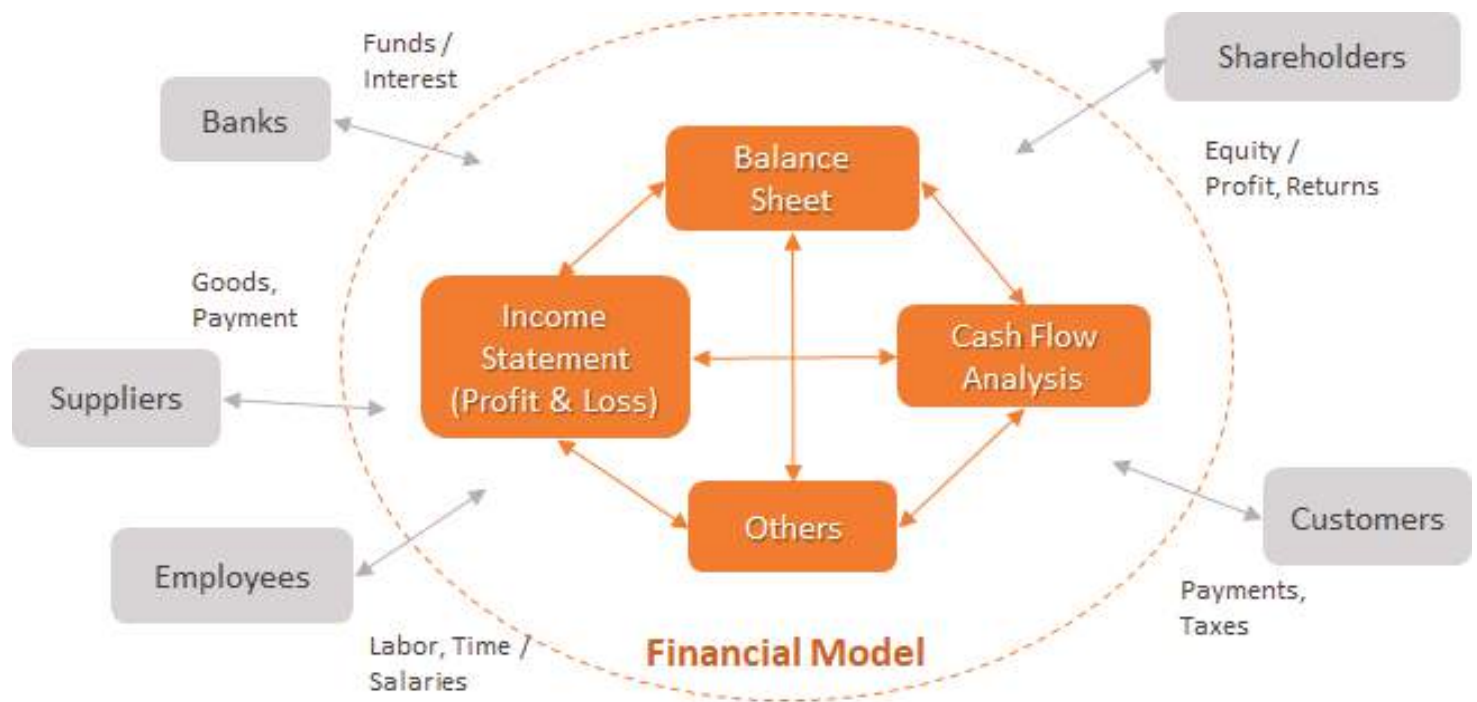 Funds /
Interest
Shareholders
Banks
Balance
Sheet
Equity /
Profit, Returns
Goods,
Payment
Income
Statement
(Profit & Loss)
Cash Flow
Analysis
Suppliers
Others
Customers
Employees
Payments,
Taxes
Labor, Time /
Salaries
Financial Model